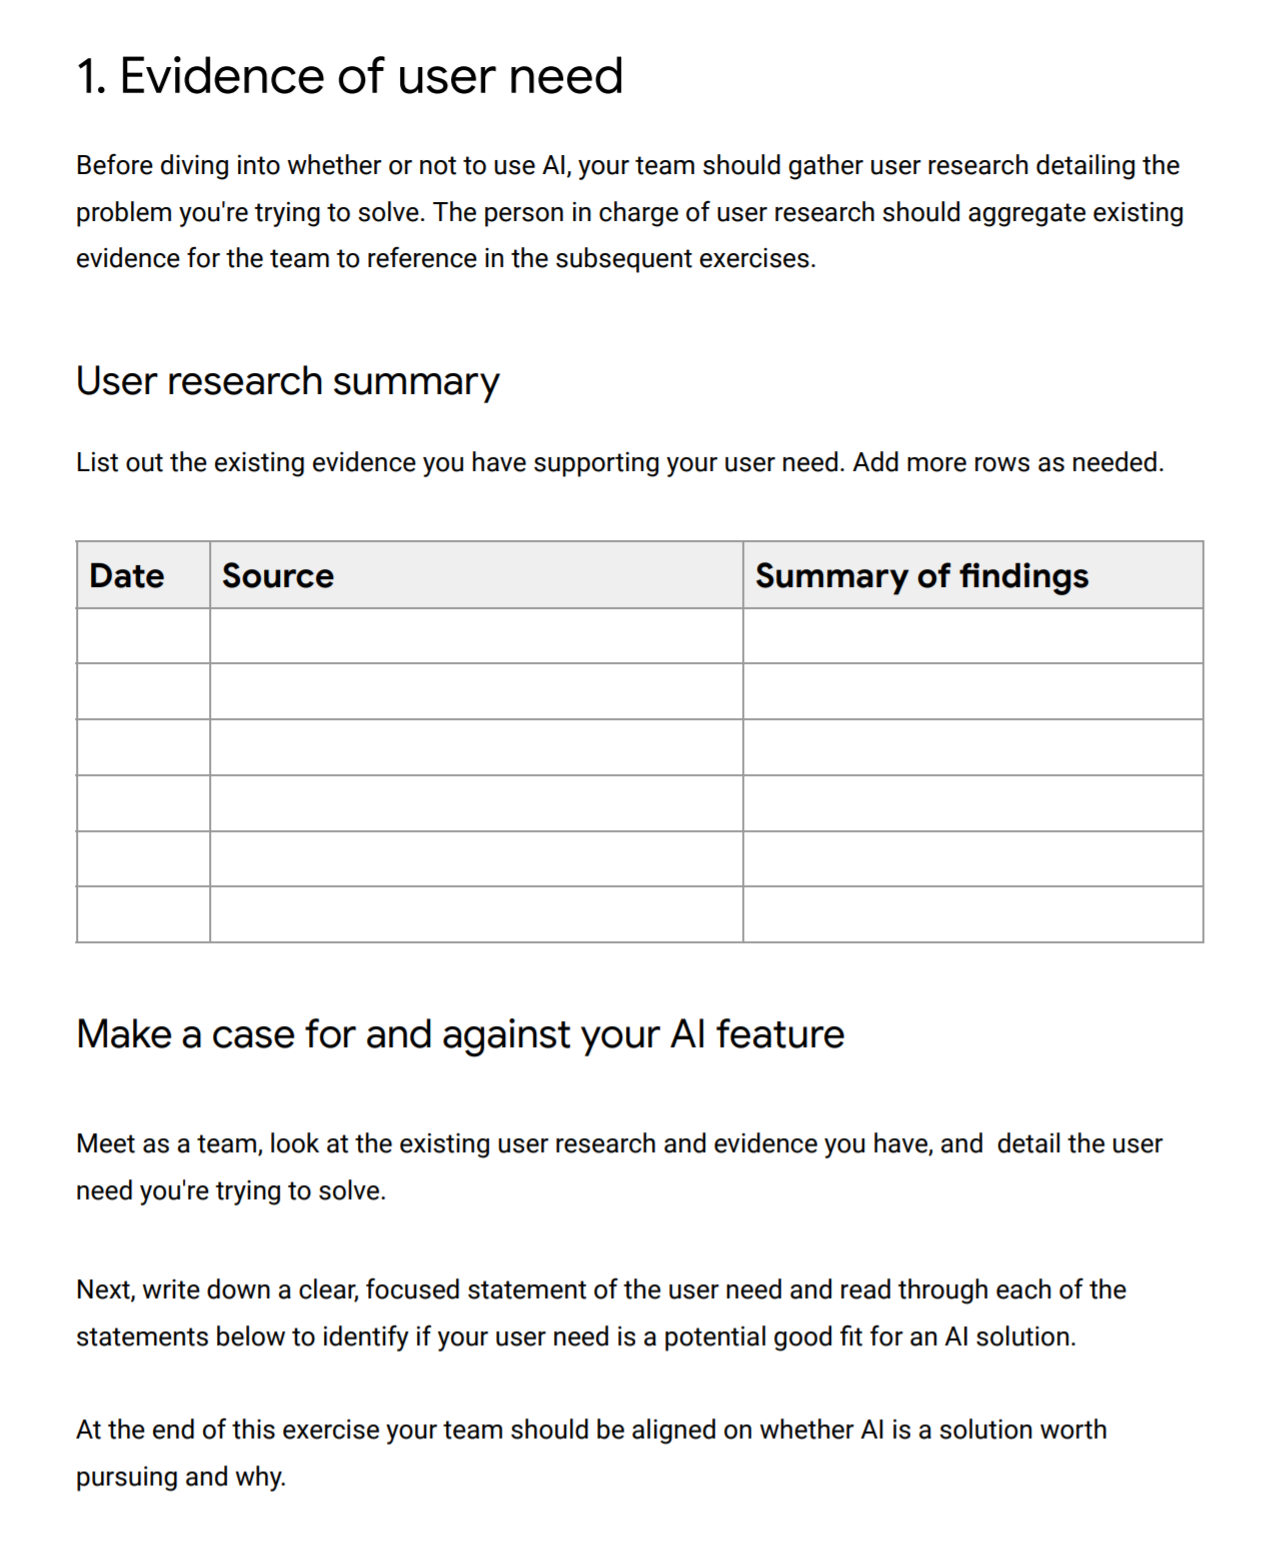 1. Evidence of user need
Before diving into whether or not to use AI, your team should gather user research detailing the
problem you're trying to solve. The person in charge of user research should aggregate existing
evidence for the team to reference in the subsequent exercises.
User research summary
List out the existing evidence you have supporting your user need. Add more rows as needed.
Date Source Summary of findings
Make a case for and against your AI feature
Meet as a team, look at the existing user research and evidence you have, and  detail the user
need you're trying to solve.
Next, write down a clear, focused statement of the user need and read through each of the
statements below to identify if your user need is a potential good fit for an AI solution.
At the end of this exercise your team should be aligned on whether AI is a solution worth
pursuing and why.